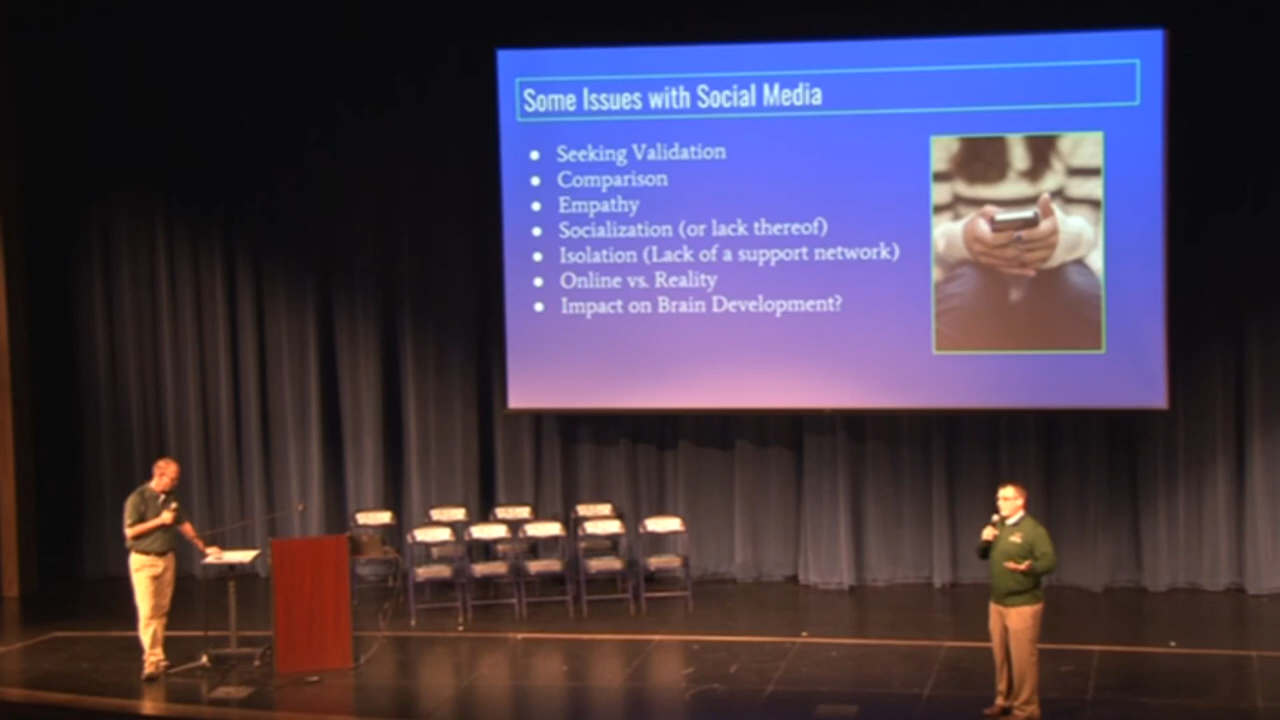 Some Issues with Social Media
● Seeking Validation
● Comparison
● Empathy
● Socialization (or lack thereof)
● Isolation (Lack of a support network)
● Online vs. Reality
● Impact on Brain Development?